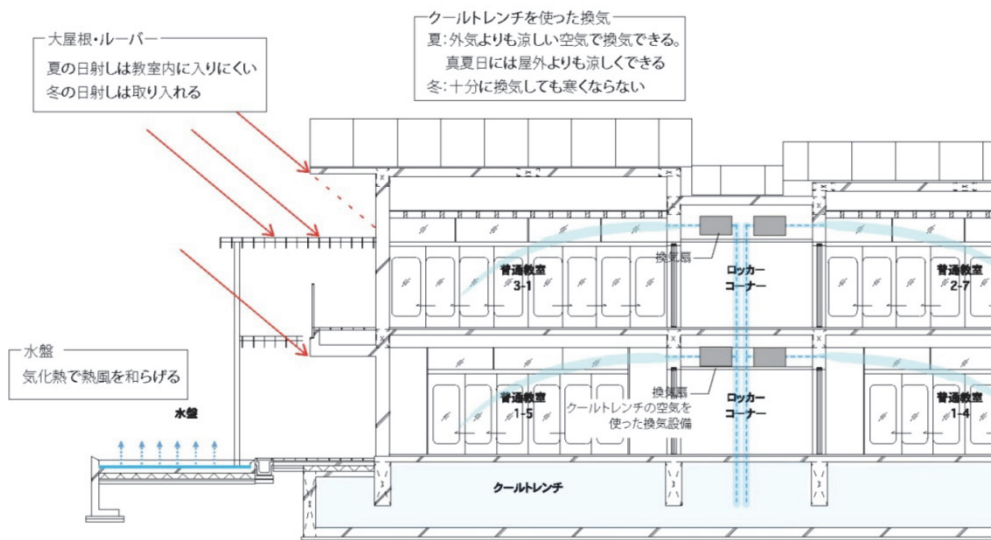 大屋根・ルーバー
夏の日射しは教室内に入りにくい
冬の日射しは取り入れる
クールトレンチを使った換気
夏:外気よりも涼しい空気で換気できる。
真夏日には屋外よりも涼しくできる
冬:十分に換気しても寒くならない
換気扇
普通教室
3-1
ロッカー
コーナー
普通教室
2-7
水盤
気化熱で熱風を和らげる
水盤
換気扇
クールトレンチの空気を
使った換気設備
普通教室
1-5
ロッカー
コーナー
普通教室
1-4
クールトレンチ